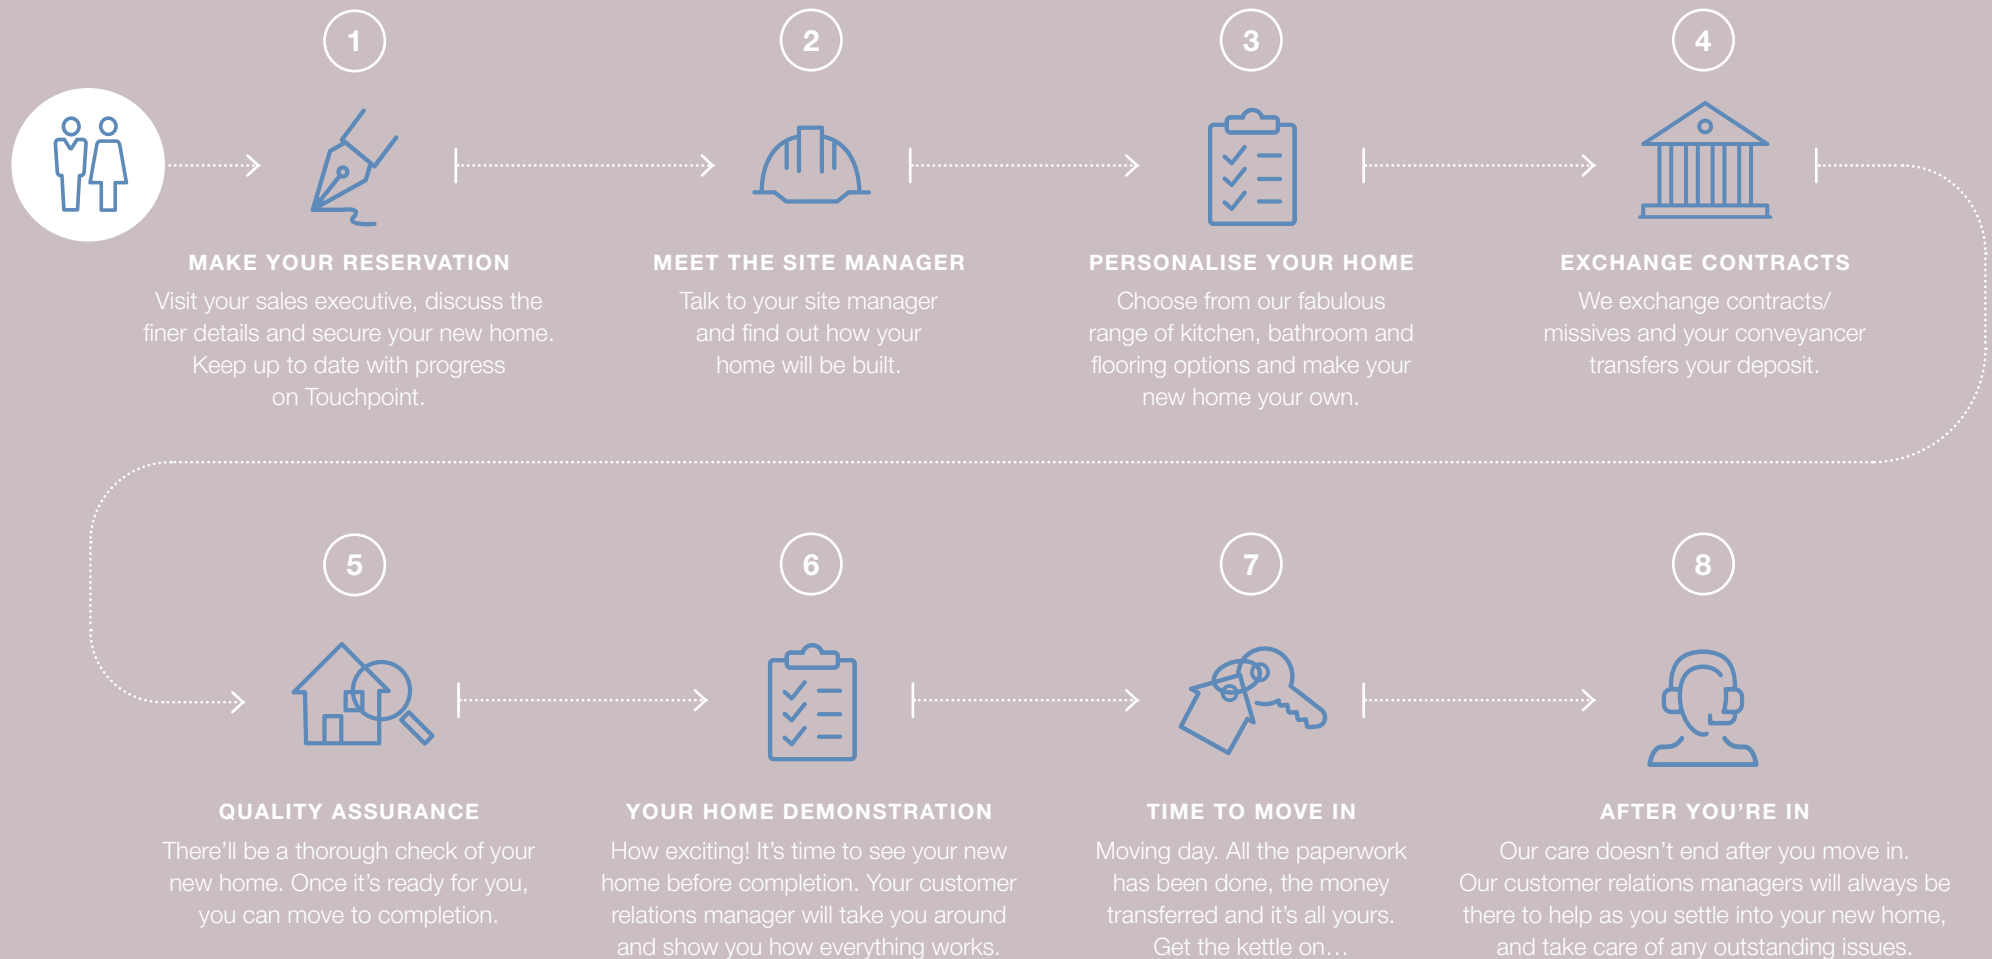 1
MAKE YOUR RESERVATION
Visit your sales executive, discuss the
finer details and secure your new home.
Keep up to date with progress
on Touchpoint.
2
MEET THE SITE MANAGER
Talk to your site manager
and find out how your
home will be built.
3
PERSONALISE YOUR HOME
Choose from our fabulous
range of kitchen, bathroom and
flooring options and make your
new home your own.
4
EXCHANGE CONTRACTS
We exchange contracts/
missives and your conveyancer
transfers your deposit.
5
QUALITY ASSURANCE
There’ll be a thorough check of your
new home. Once it’s ready for you,
you can move to completion.
6
YOUR HOME DEMONSTRATION
How exciting! It’s time to see your new
home before completion. Your customer
relations manager will take you around
and show you how everything works.
7
TIME TO MOVE IN
Moving day. All the paperwork
has been done, the money
transferred and it’s all yours.
Get the kettle on…
8
AFTER YOU’RE IN
Our care doesn’t end after you move in.
Our customer relations managers will always be
there to help as you settle into your new home,
and take care of any outstanding issues.